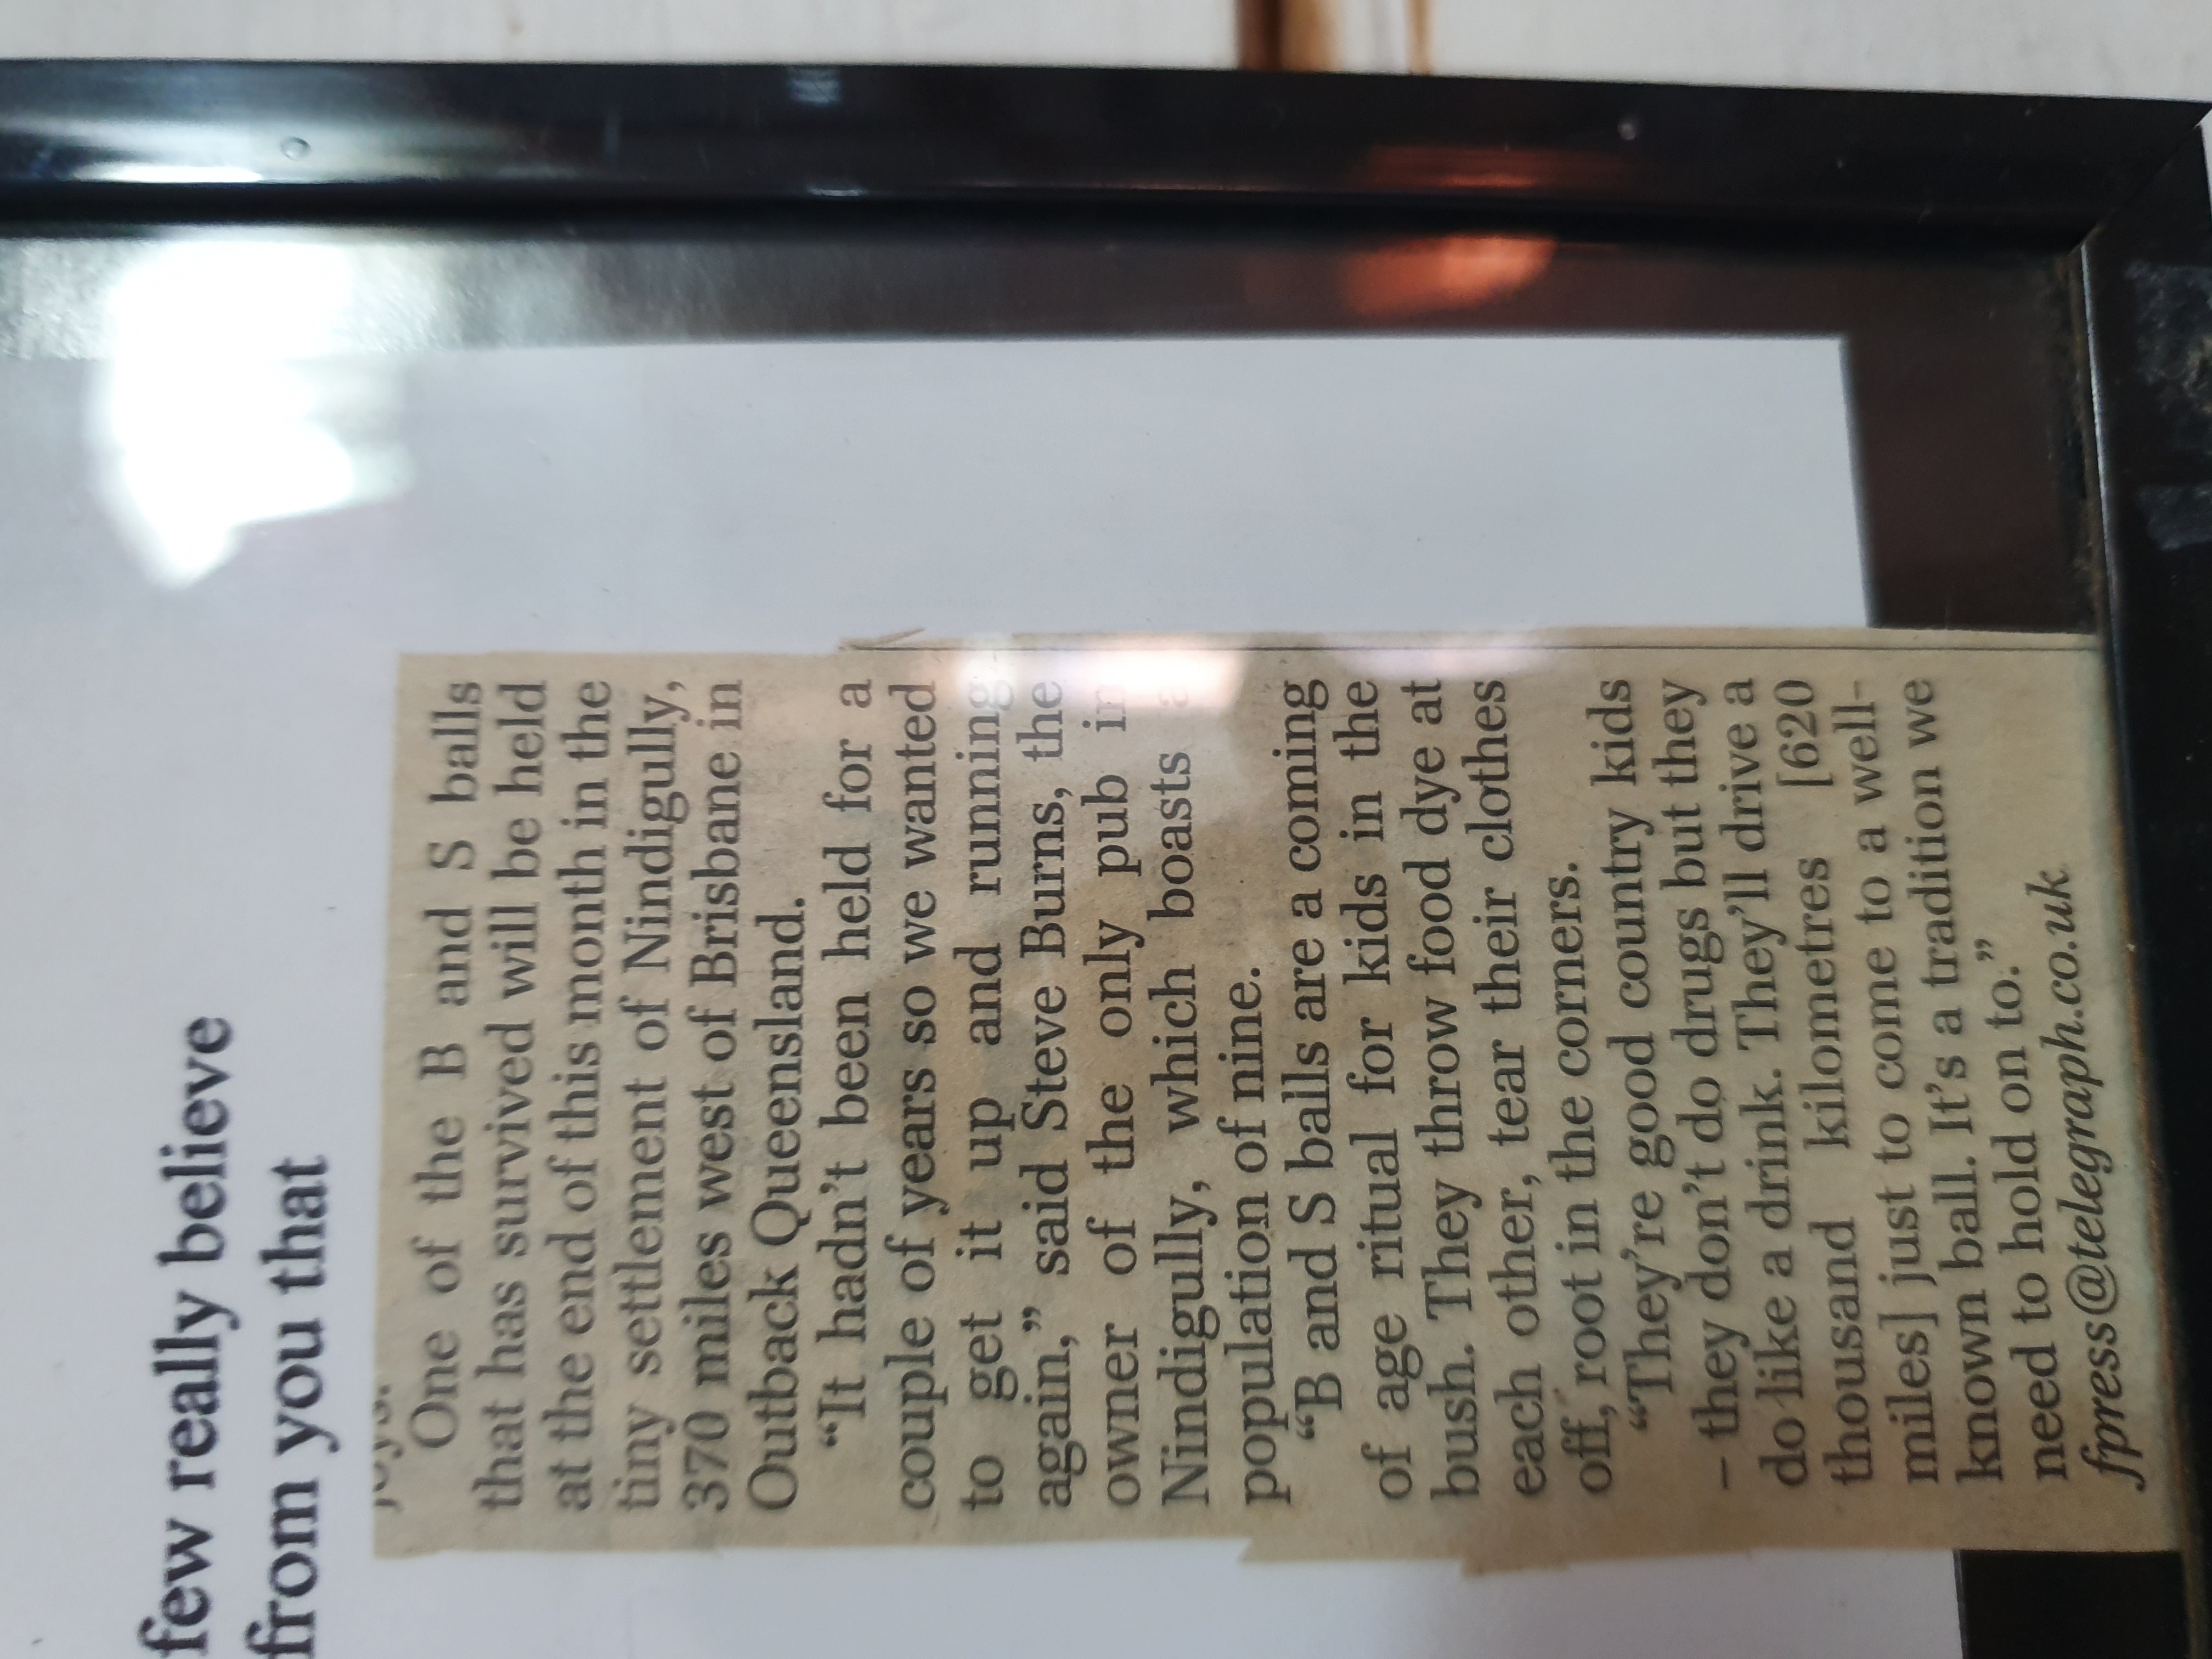 few really believe
from you that
One of the B and S balls
that has survived will be held
at the end of this month in the
tiny settlement of Nindigully,
370 miles west of Brisbane in
Outback Queensland.
“It hadn’t been held for a
couple of years so we wanted
to get it up and running
again,” said Steve Burns, the
owner of the only pub in
Nindigully, which boasts a
population of nine.
“B and S balls are a coming
of age ritual for kids in the
bush. They throw food dye at
each other, tear their clothes
off, root in the corners.
“They’re good country kids
– they don’t do drugs but they
do like a drink. They’ll drive a
thousand kilometres [620
miles] just to come to a well-
known ball. It’s a tradition we
need to hold on to.”
fpress@telegraph.co.uk